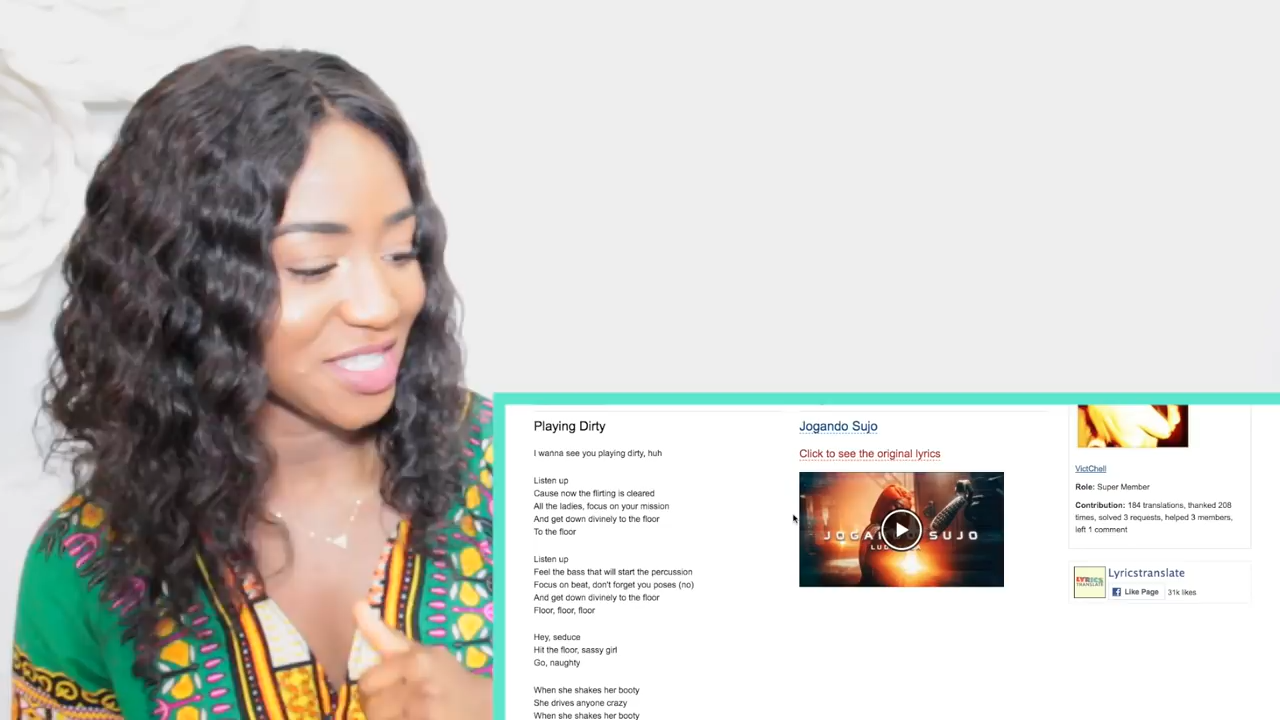 Playing Dirty
I wanna see you playing dirty, huh
Listen up
Cause now the flirting is cleared
All the ladies, focus on your mission
And get down divinely to the floor
To the floor
Listen up
Feel the bass that will start the percussion
Focus on beat, don't forget you poses (no)
And get down divinely to the floor
Floor, floor, floor
Hey, seduce
Hit the floor, sassy girl
Go, naughty
When she shakes her booty
She drives anyone crazy
When she shakes her booty
Jogando Sujo
Click to see the original lyrics
SUJO
VictChell
Role: Super Member
Contribution: 184 translations, thanked 208
times, solved 3 requests, helped 3 members,
left 1 comment
LYRICS
TRANSLATE
Lyricstranslate
Like Page
31k likes